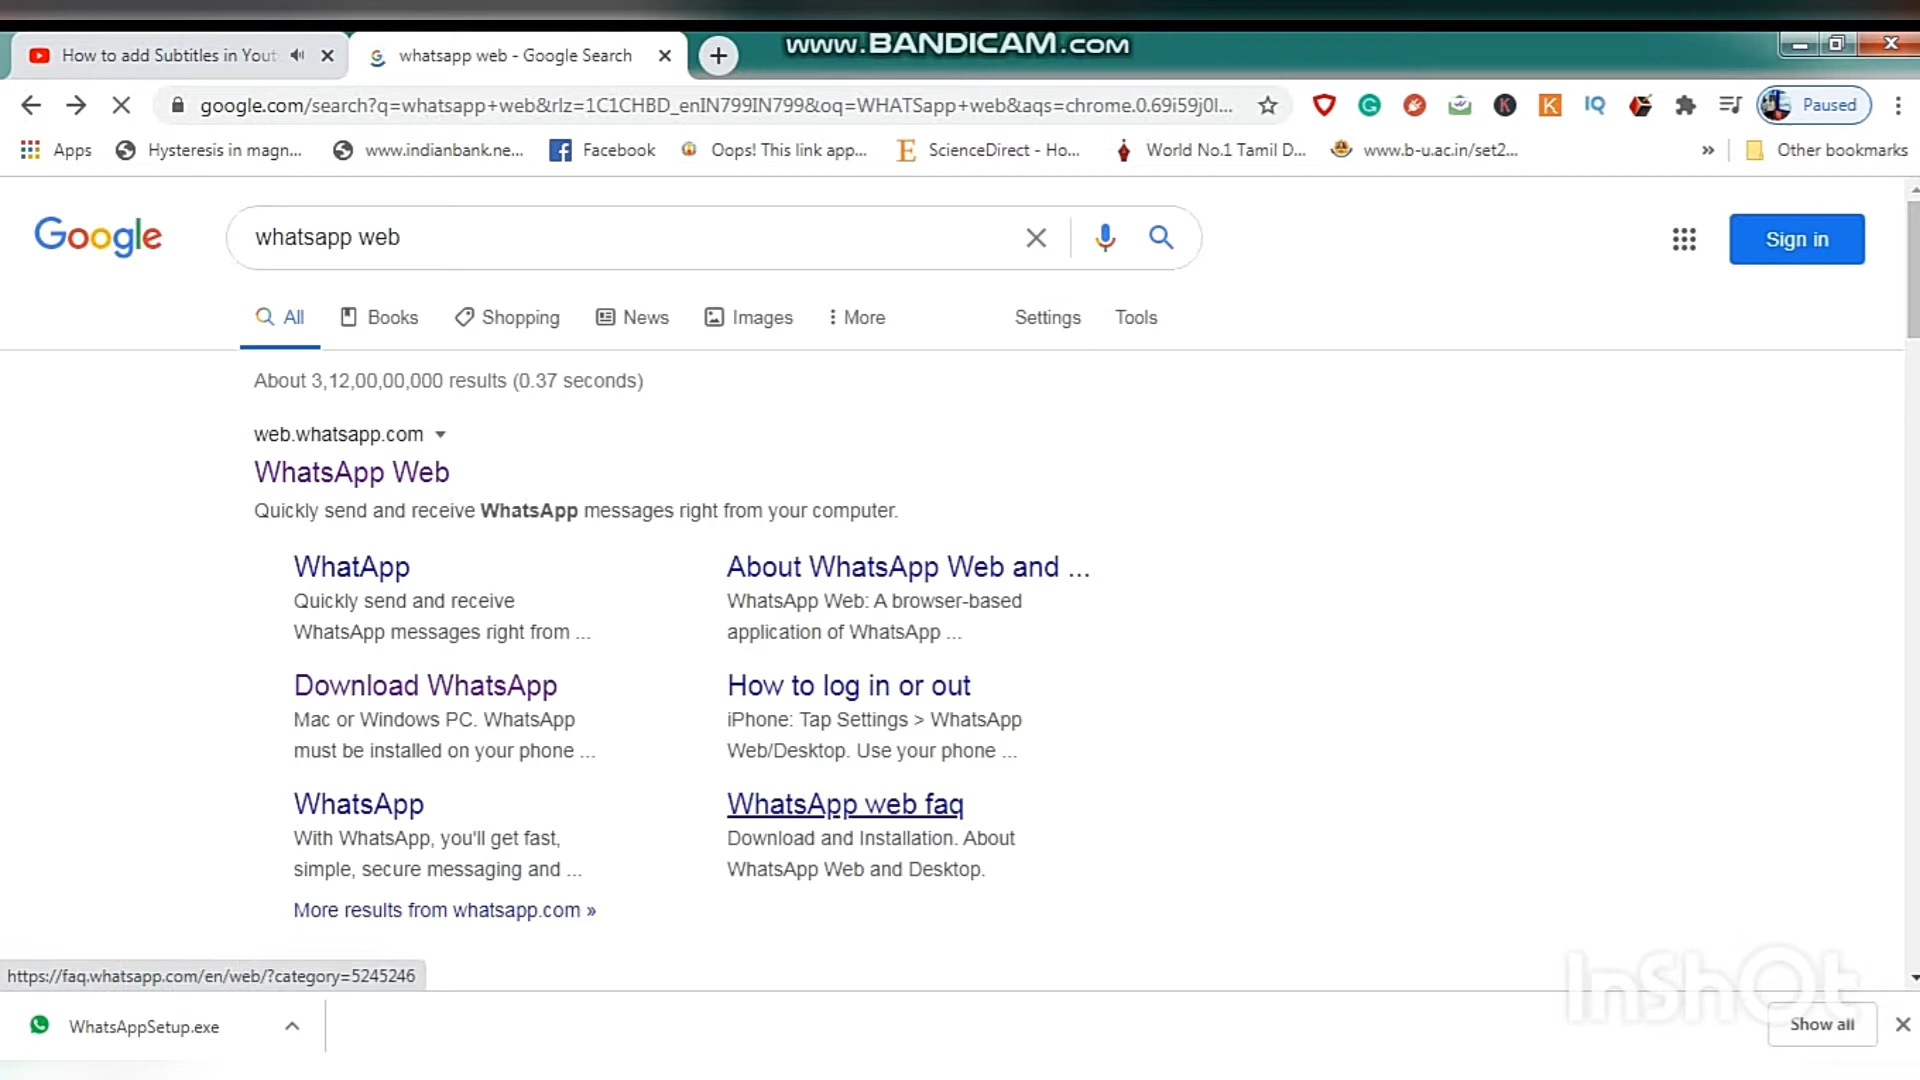 www.BANDICAM.com
How to add Subtitles in Yout
whatsapp web - Google Search
google.com/search?q=whatsapp+web&rlz=1C1CHBD_enIN799IN799&oq=WHATSapp+web&aqs=chrome.0.69i59j0l...
Paused
Apps
Hysteresis in magn...
www.indianbank.ne...
Facebook
Oops! This link app...
ScienceDirect - Ho...
World No.1 Tamil D...
www.b-u.ac.in/set2...
»
Other bookmarks
Google
whatsapp web
Sign in
All
Books
Shopping
News
Images
More
Settings
Tools
About 3,12,00,00,000 results (0.37 seconds)
web.whatsapp.com
WhatsApp Web
Quickly send and receive WhatsApp messages right from your computer.
WhatApp
Quickly send and receive
WhatsApp messages right from ...
About WhatsApp Web and ...
WhatsApp Web: A browser-based
application of WhatsApp ...
Download WhatsApp
Mac or Windows PC. WhatsApp
must be installed on your phone ...
How to log in or out
iPhone: Tap Settings > WhatsApp
Web/Desktop. Use your phone ...
WhatsApp
With WhatsApp, you'll get fast,
simple, secure messaging and ...
WhatsApp web faq
Download and Installation. About
WhatsApp Web and Desktop.
More results from whatsapp.com »
https://faq.whatsapp.com/en/web/?category=5245246
InShOt
WhatsAppSetup.exe
Show all